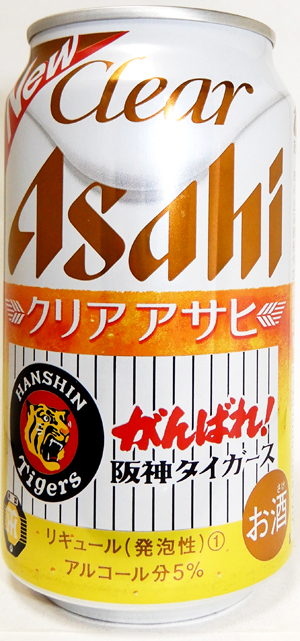 New
Clear
Asahi
クリアアサヒ
HANSHIN
Tigers
がんばれ!
阪神タイガース
お酒
リキュール(発泡性)①
アルコール分5%